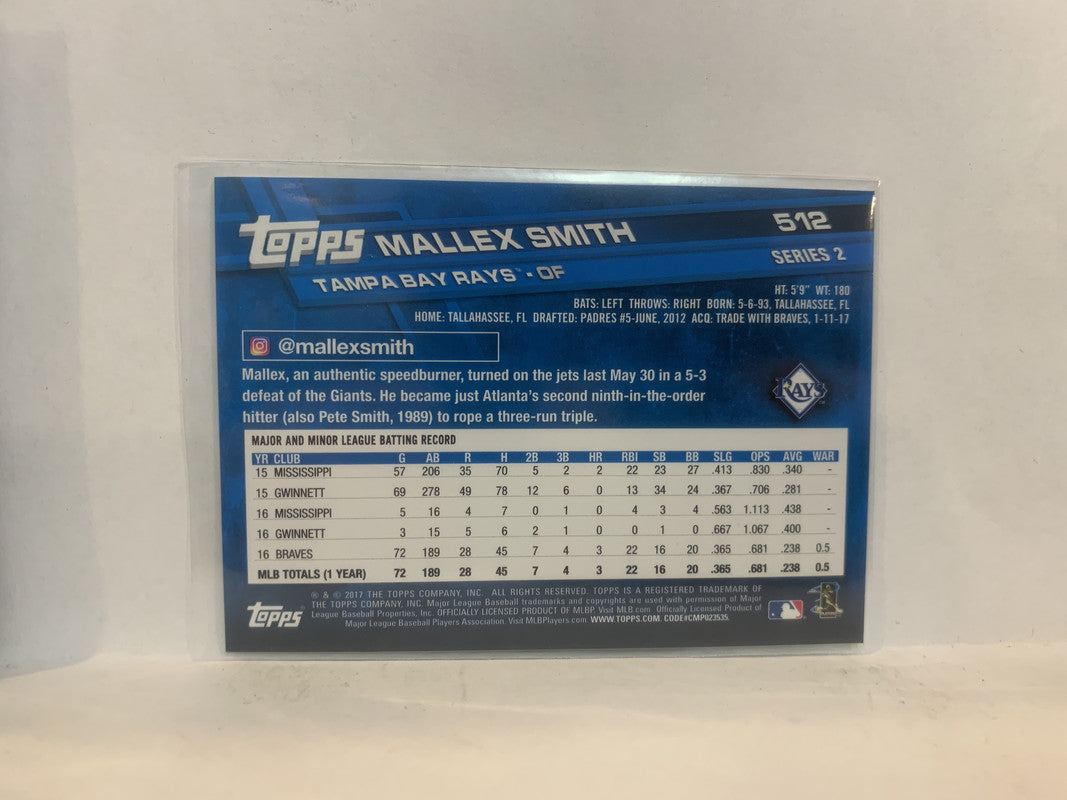 TOPPS MALLEX SMITH 512
TAMPA BAY RAYS™ • OF SERIES 2
HT: 5'9" WT: 180
BATS: LEFT THROWS: RIGHT BORN: 5-6-93, TALLAHASSEE, FL
HOME: TALLAHASSEE, FL DRAFTED: PADRES #5-JUNE, 2012 ACQ: TRADE WITH BRAVES, 1-11-17
@mallexsmith
Mallex, an authentic speedburner, turned on the jets last May 30 in a 5-3
defeat of the Giants. He became just Atlanta's second ninth-in-the-order
hitter (also Pete Smith, 1989) to rope a three-run triple.
RAYS
MAJOR AND MINOR LEAGUE BATTING RECORD
YR CLUB G AB R H 2B 3B HR RBI SB BB SLG OPS AVG WAR
15 MISSISSIPPI 57 206 35 70 5 2 2 22 23 27 .413 .830 .340 -
15 GWINNETT 69 278 49 78 12 6 0 13 34 24 .367 .706 .281 -
16 MISSISSIPPI 5 16 4 7 0 1 0 4 3 4 .563 1.113 .438 -
16 GWINNETT 3 15 5 6 2 1 0 0 1 0 .667 1.067 .400 -
16 BRAVES 72 189 28 45 7 4 3 22 16 20 .365 .681 .238 0.5
MLB TOTALS (1 YEAR) 72 189 28 45 7 4 3 22 16 20 .365 .681 .238 0.5
® & © 2017 THE TOPPS COMPANY, INC. ALL RIGHTS RESERVED. TOPPS IS A REGISTERED TRADEMARK OF
THE TOPPS COMPANY, INC. Major League Baseball trademarks and copyrights are used with permission of Major
League Baseball Properties, Inc. OFFICIALLY LICENSED PRODUCT OF MLBP. Visit MLB.com Officially Licensed Product of
Major League Baseball Players Association. Visit MLBPlayers.com. WWW.TOPPS.COM. CODE#CMP023535.
TOPPS